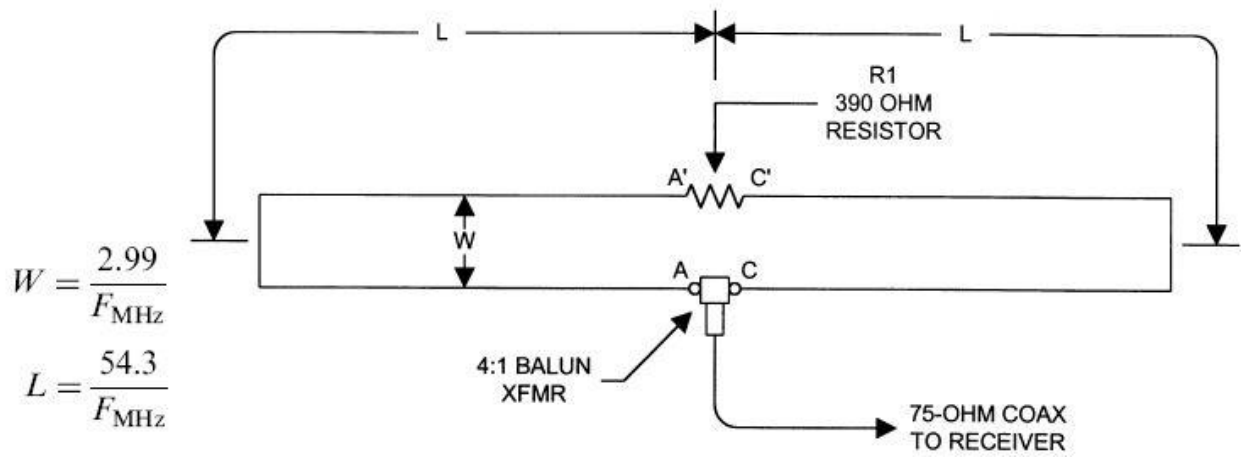 L
L
R1
390 OHM
RESISTOR
A' C'
W
A C
W = 2.99 / F_MHz
L = 54.3 / F_MHz
4:1 BALUN
XFMR
75-OHM COAX
TO RECEIVER